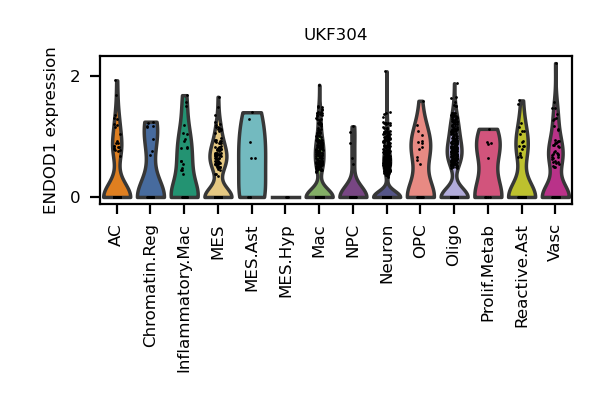 UKF304
ENDOD1 expression
2
0
AC
Chromatin.Reg
Inflammatory.Mac
MES
MES.Ast
MES.Hyp
Mac
NPC
Neuron
OPC
Oligo
Prolif.Metab
Reactive.Ast
Vasc